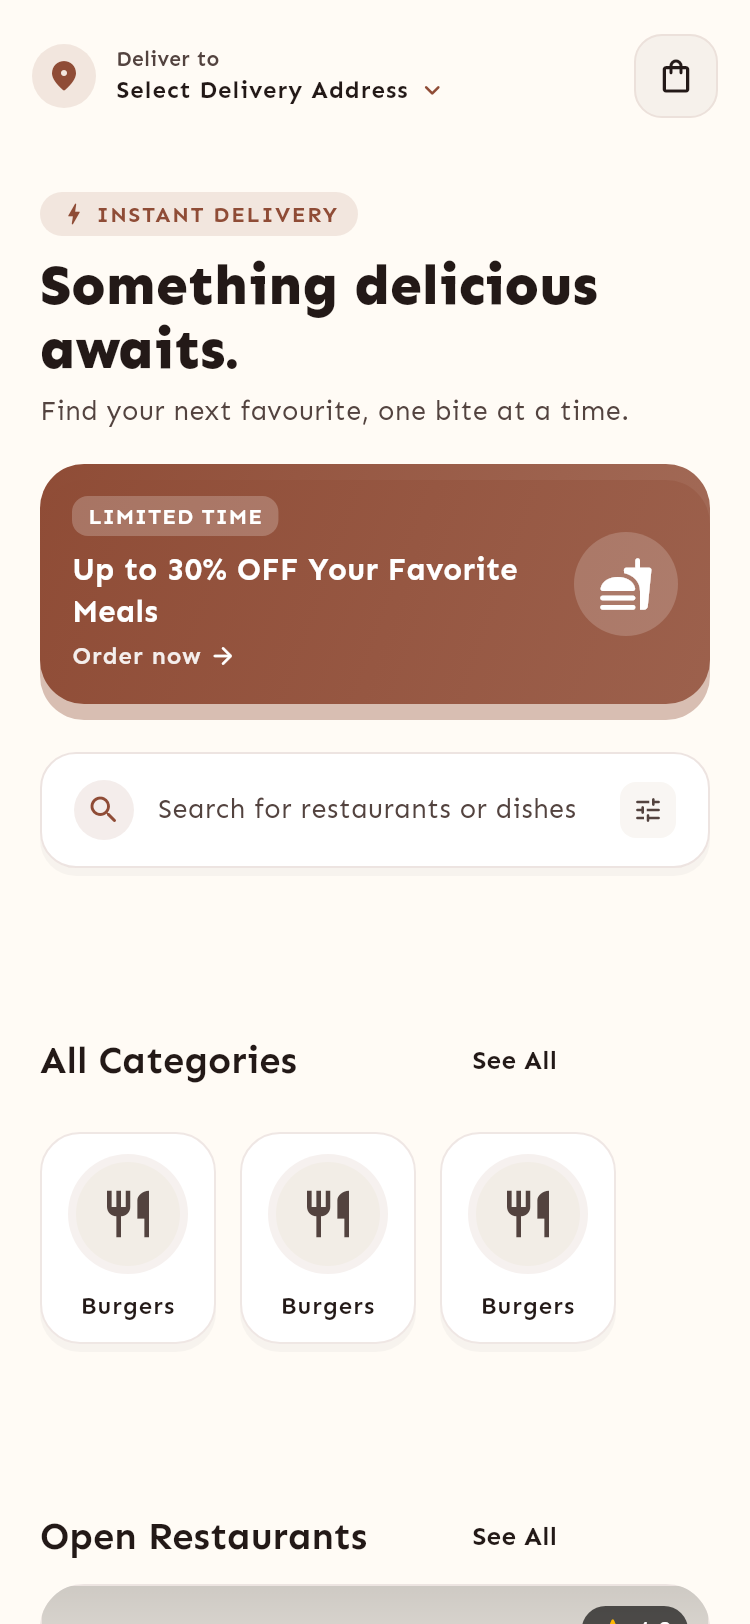 Deliver to
Select Delivery Address
INSTANT DELIVERY
Something delicious
awaits.
Find your next favourite, one bite at a time.
LIMITED TIME
Up to 30% OFF Your Favorite
Meals
Order now
Search for restaurants or dishes
All Categories
See All
Burgers
Burgers
Burgers
Open Restaurants
See All